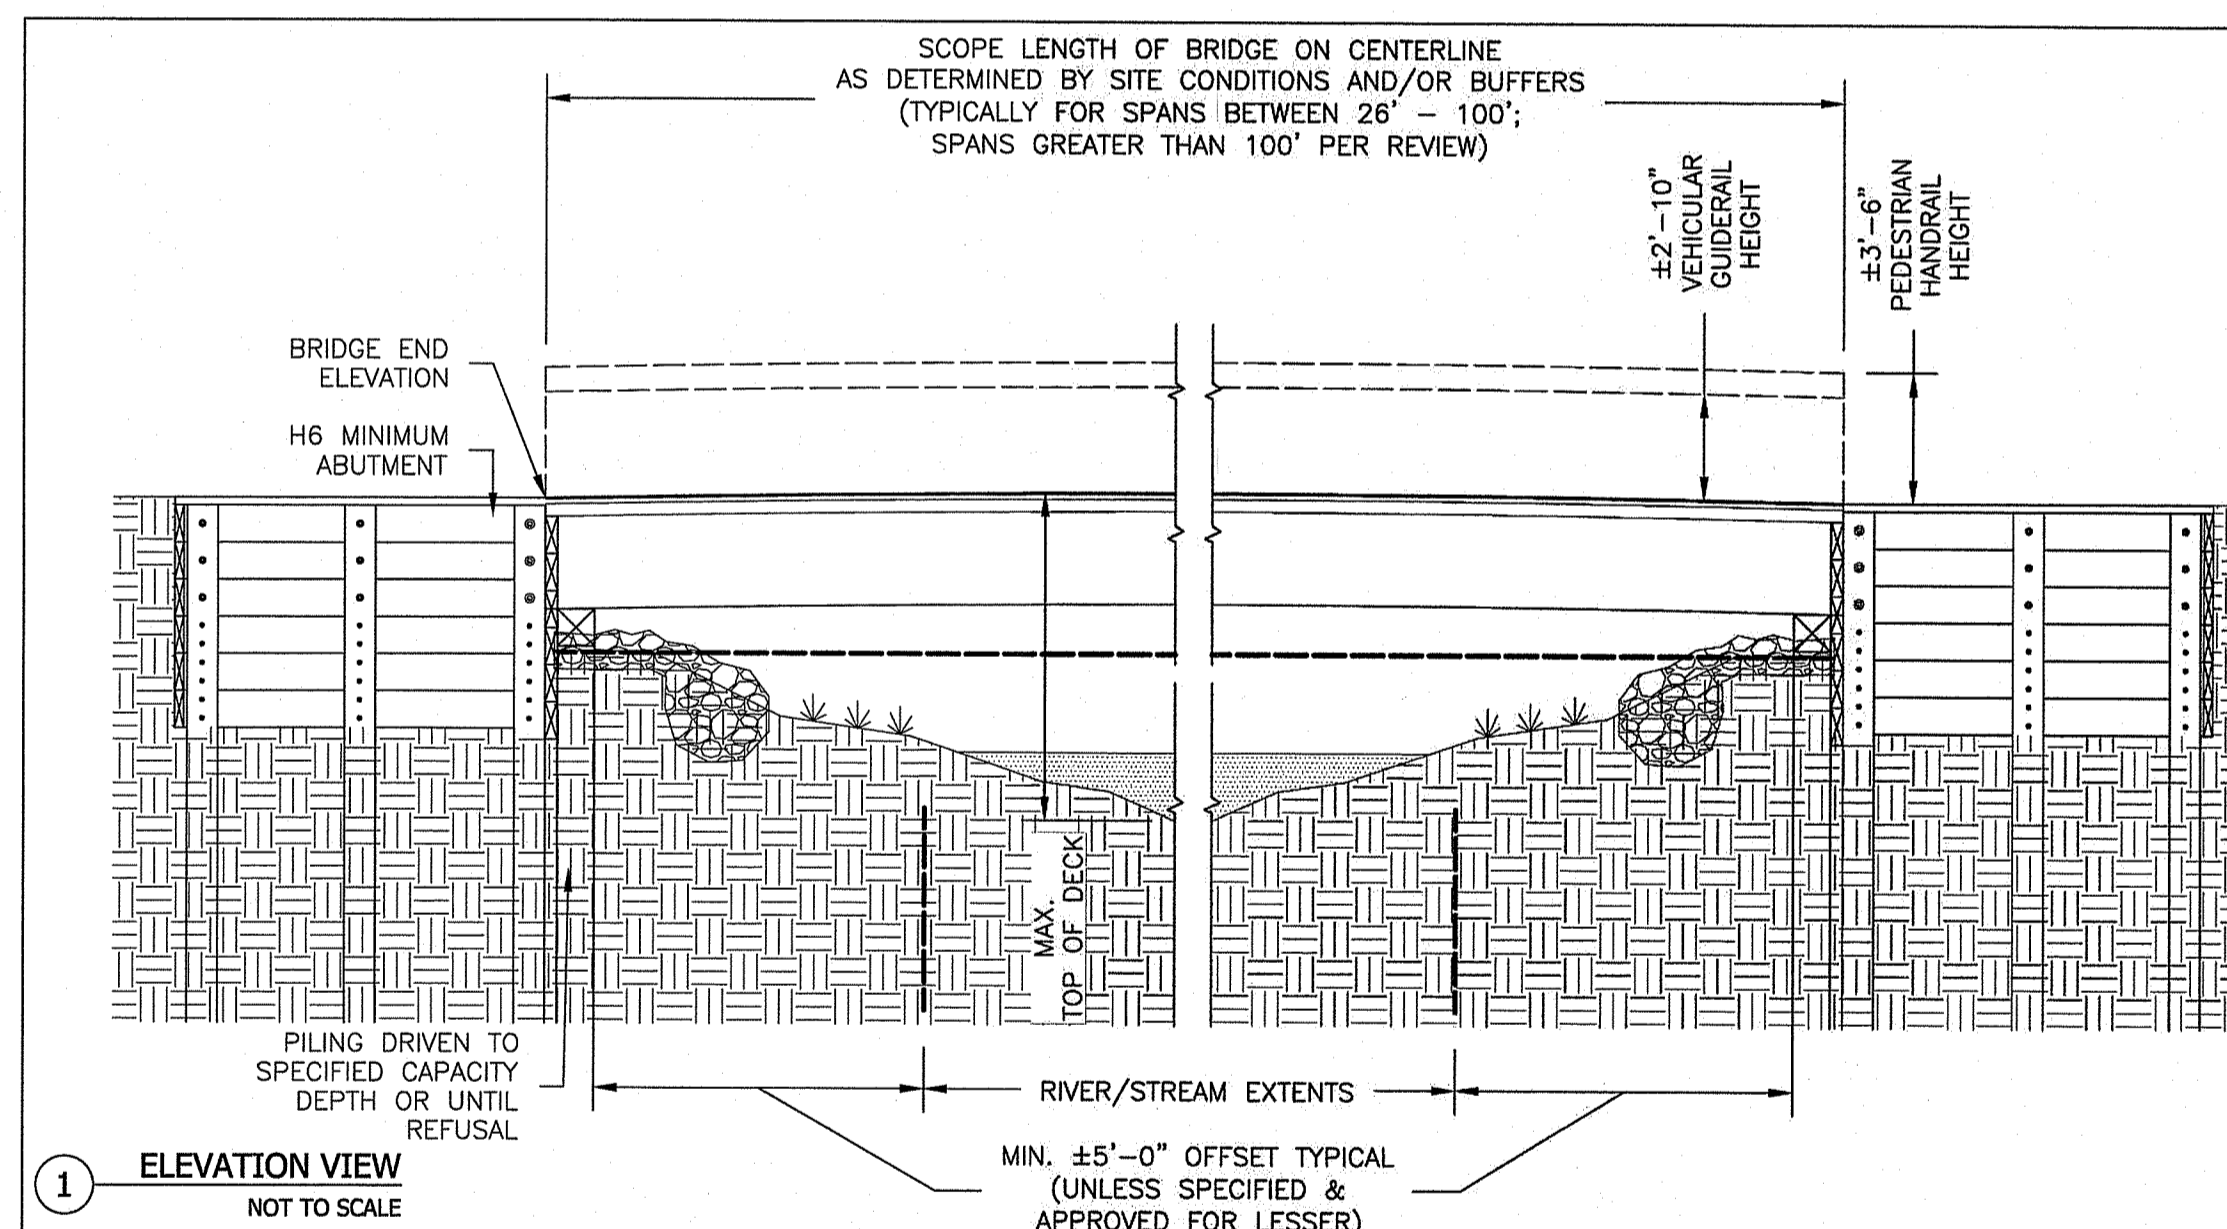 SCOPE LENGTH OF BRIDGE ON CENTERLINE
AS DETERMINED BY SITE CONDITIONS AND/OR BUFFERS
(TYPICALLY FOR SPANS BETWEEN 26' – 100';
SPANS GREATER THAN 100' PER REVIEW)
±2'–10"
VEHICULAR
GUIDERAIL
HEIGHT
±3'–6"
PEDESTRIAN
HANDRAIL
HEIGHT
BRIDGE END
ELEVATION
H6 MINIMUM
ABUTMENT
MAX.
TOP OF DECK
PILING DRIVEN TO
SPECIFIED CAPACITY
DEPTH OR UNTIL
REFUSAL
RIVER/STREAM EXTENTS
MIN. ±5'–0" OFFSET TYPICAL
(UNLESS SPECIFIED &
APPROVED FOR LESSER)
1 ELEVATION VIEW
NOT TO SCALE